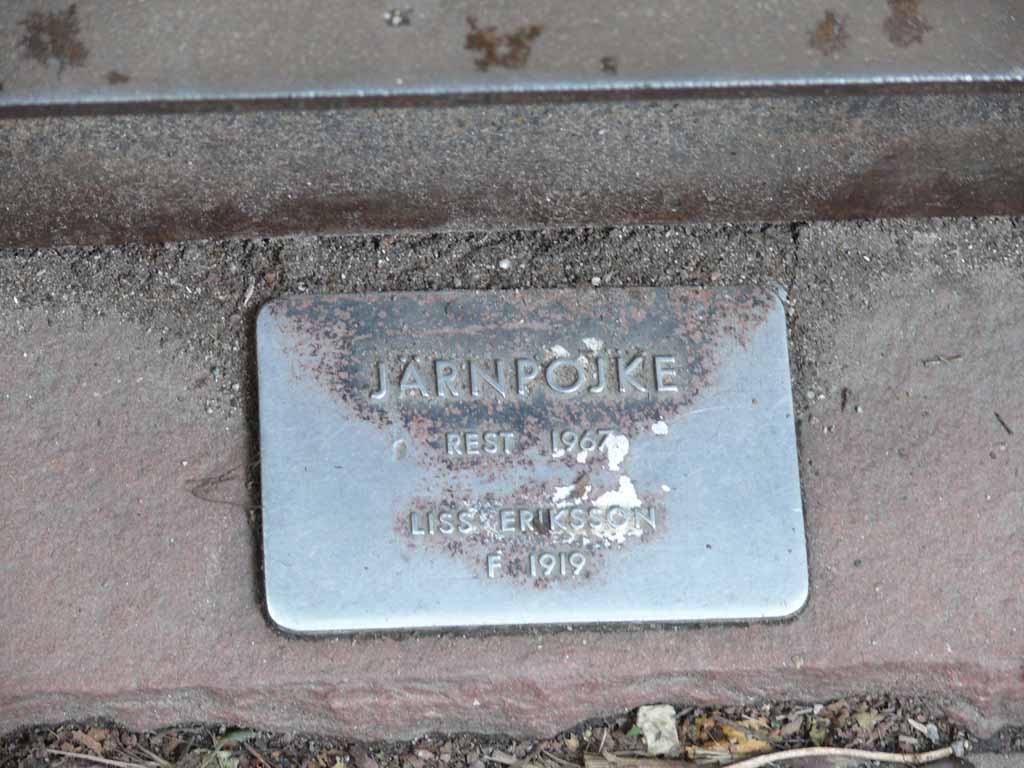 JÄRNPOJKE
REST 1967
LISS ERIKSSON
F 1919